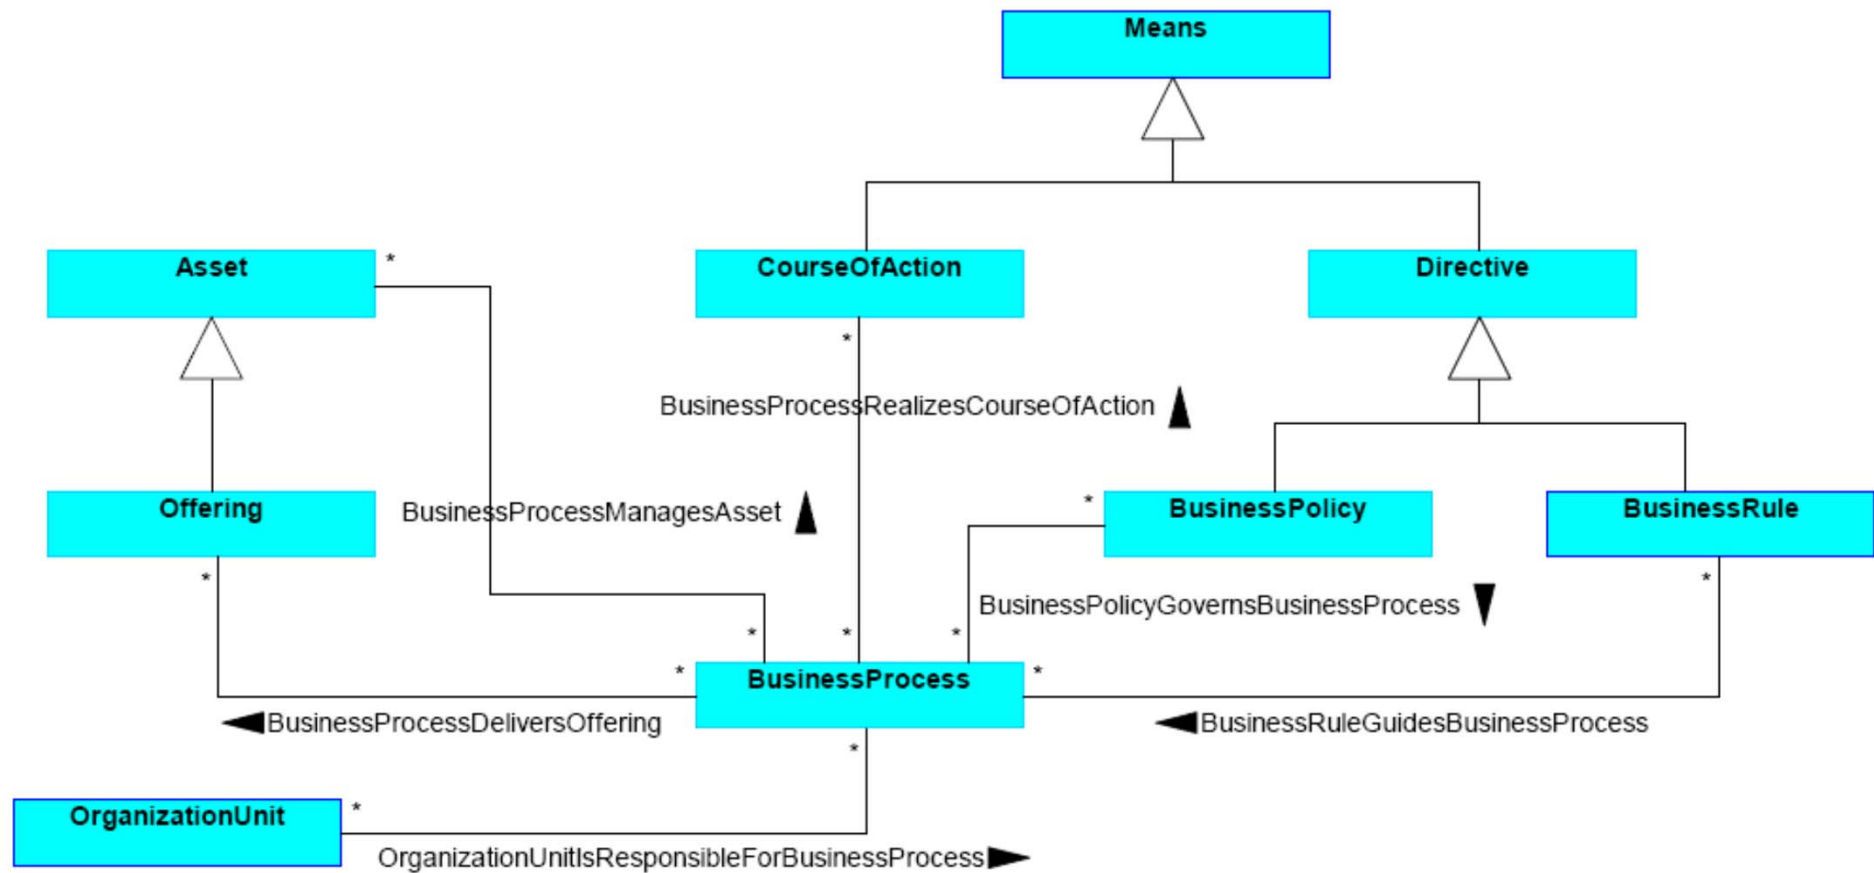 Means
Asset
*
CourseOfAction
Directive
*
BusinessProcessRealizesCourseOfAction
Offering
BusinessProcessManagesAsset
*
BusinessPolicy
BusinessRule
*
*
BusinessPolicyGovernsBusinessProcess
*
*
*
*
BusinessProcess
*
BusinessProcessDeliversOffering
BusinessRuleGuidesBusinessProcess
*
OrganizationUnit
*
OrganizationUnitIsResponsibleForBusinessProcess